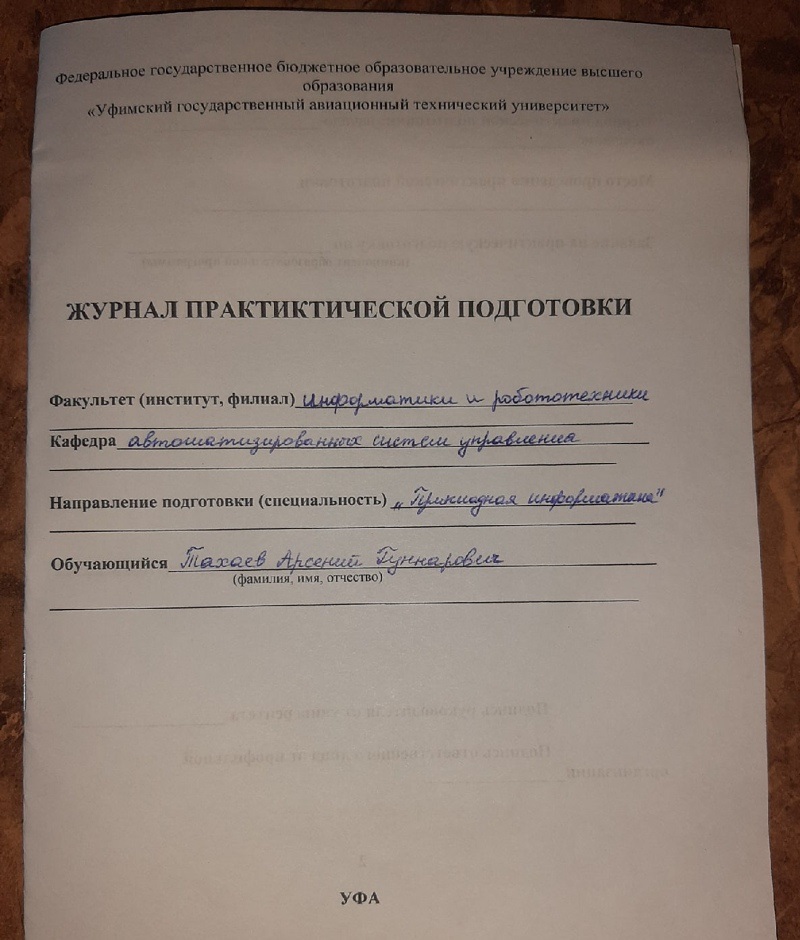 Федеральное государственное бюджетное образовательное учреждение высшего
образования
«Уфимский государственный авиационный технический университет»
ЖУРНАЛ ПРАКТИКТИЧЕСКОЙ ПОДГОТОВКИ
Факультет (институт, филиал) информатики и робототехники
Кафедра автоматизированных систем управления
Направление подготовки (специальность) „Прикладная информатика"
Обучающийся Тахаев Арсений Гуннарович
(фамилия, имя, отчество)
УФА